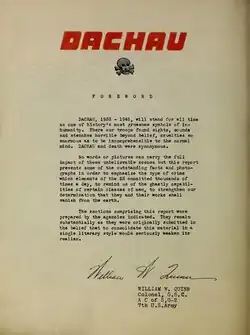 DACHAU
FOREWORD
DACHAU, 1933 - 1945, will stand for all time
as one of history's most gruesome symbols of in-
humanity. There our troops found sights, sounds
and stenches horrible beyond belief, cruelties so
enormous as to be incomprehensible to the normal
mind. DACHAU and death were synonymous.
No words or pictures can carry the full
impact of these unbelievable scenes but this report
presents some of the outstanding facts and photo-
graphs in order to emphasize the type of crime
which elements of the SS committed thousands of
times a day, to remind us of the ghastly capabili-
ties of certain classes of men, to strengthen our
determination that they and their works shall
vanish from the earth.
The sections comprising this report were
prepared by the agencies indicated. They remain
substantially as they were originally submitted in
the belief that to consolidate this material in a
single literary style would seriously weaken its
realism.
William W Quinn
WILLIAM W. QUINN
Colonel, G.S.C.
A C of S, G-2
7th U.S. Army